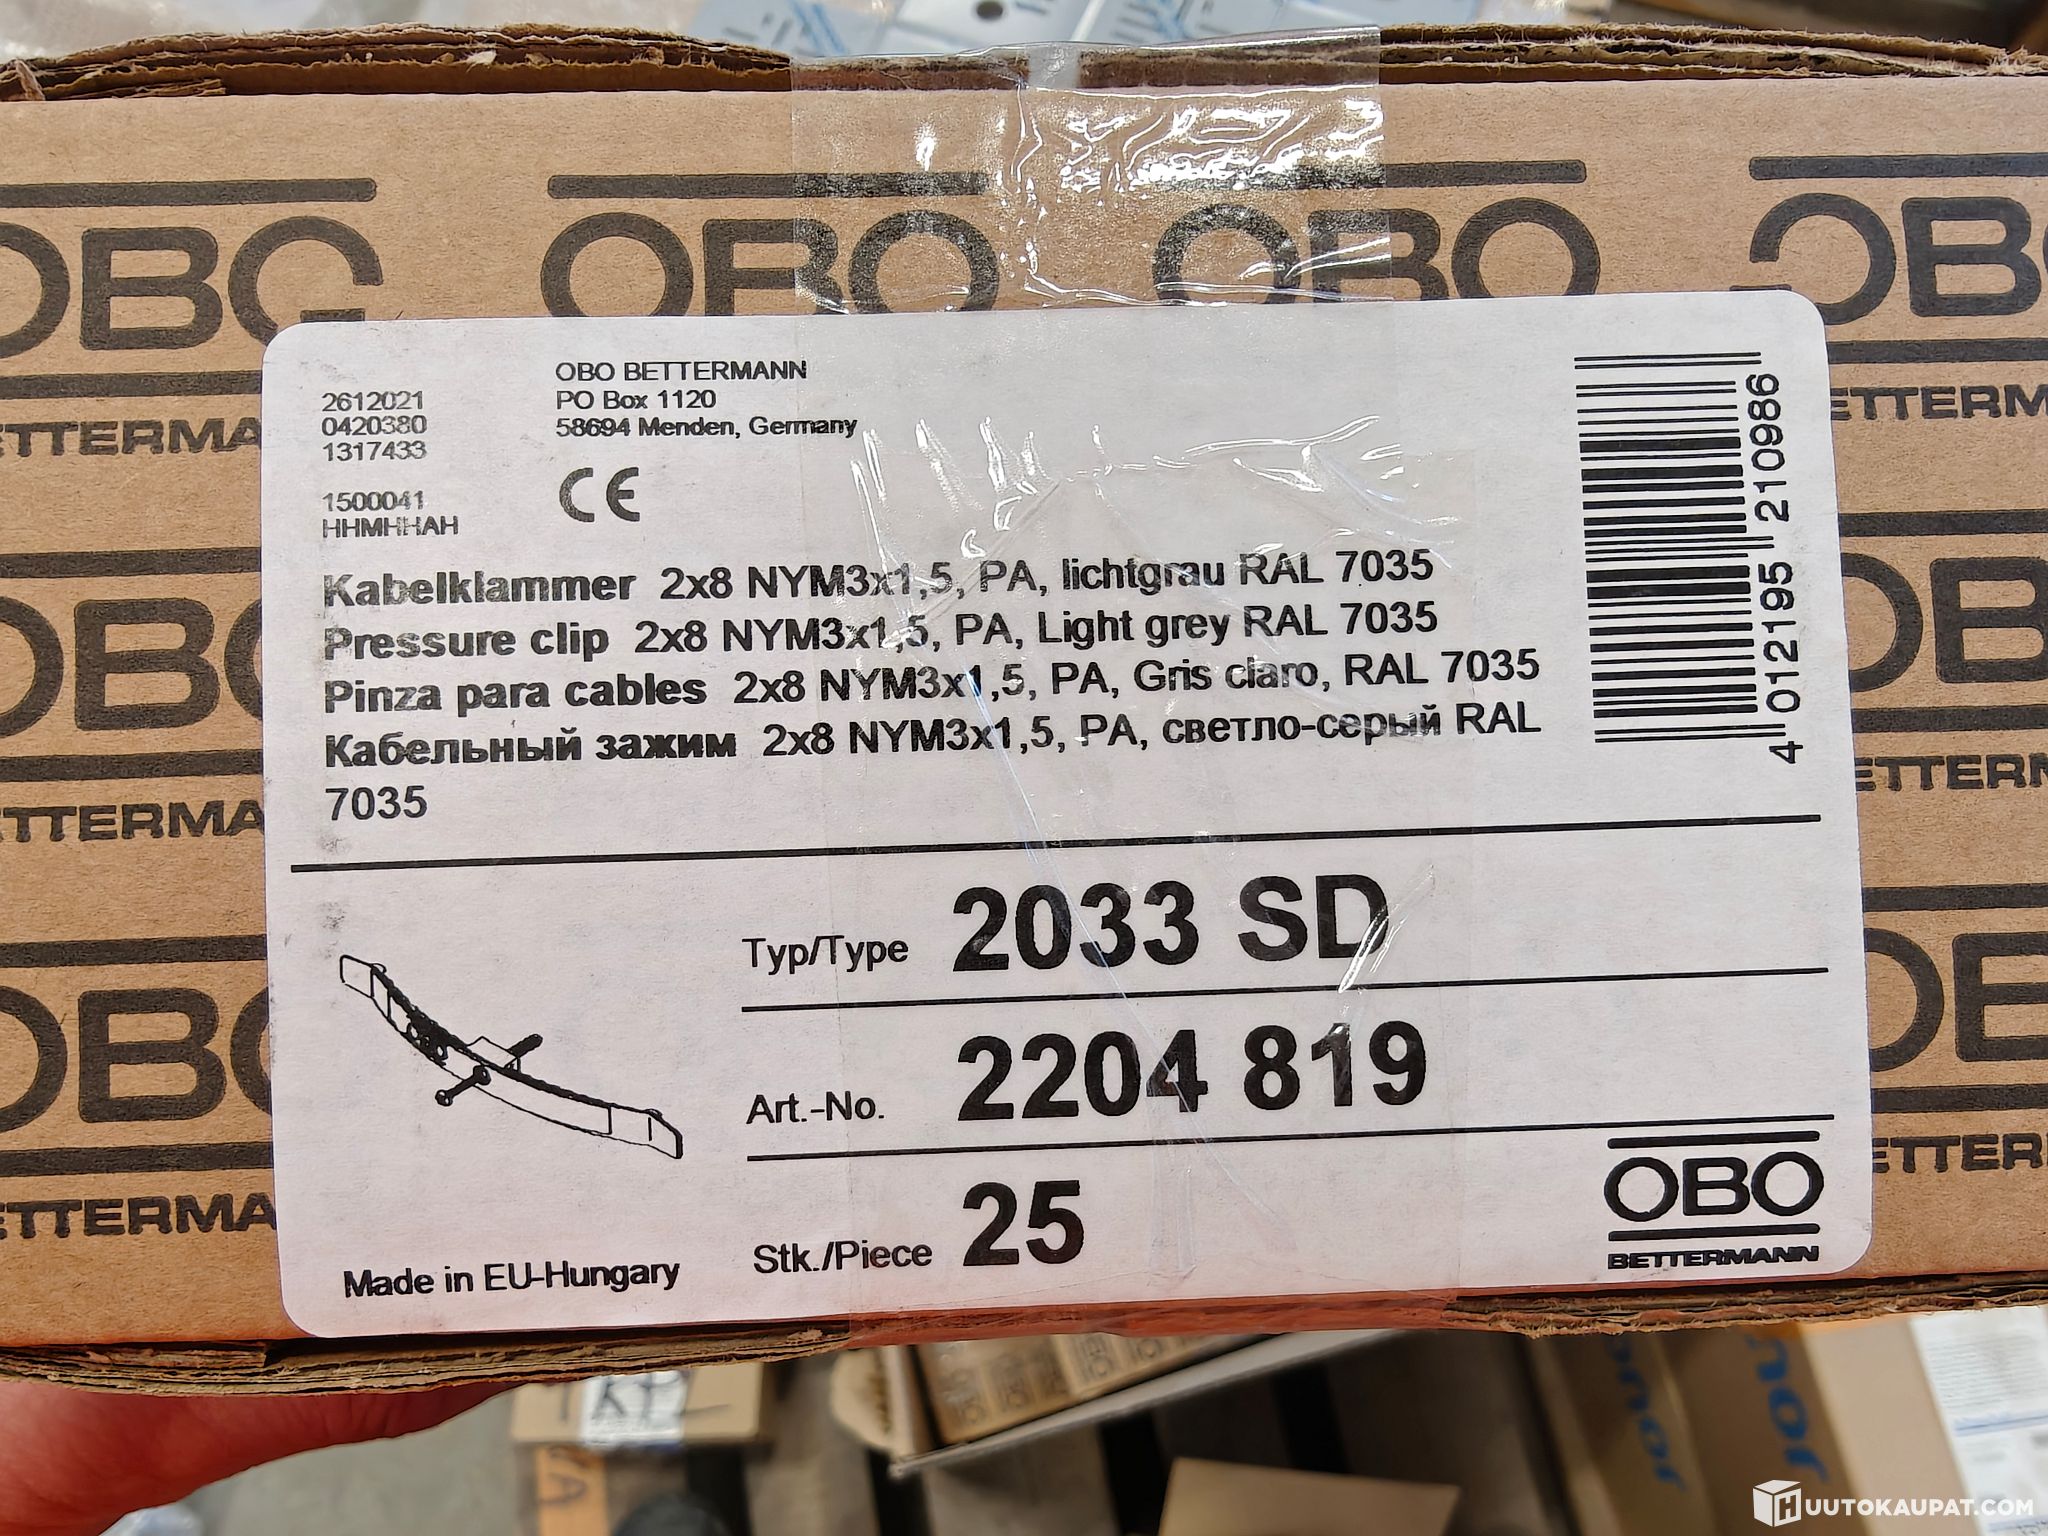 OBO
OBO
OBO
OBO
2612021
0420380
1317433
1500041
HHMHHAH
OBO BETTERMANN
PO Box 1120
58694 Menden, Germany
CE
4 012195 210986
Kabelklammer 2x8 NYM3x1,5, PA, lichtgrau RAL 7035
Pressure clip 2x8 NYM3x1,5, PA, Light grey RAL 7035
Pinza para cables 2x8 NYM3x1,5, PA, Gris claro, RAL 7035
Кабельный зажим 2x8 NYM3x1,5, PA, светло-серый RAL
7035
Typ/Type 2033 SD
Art.-No. 2204 819
Stk./Piece 25
Made in EU-Hungary
OBO
BETTERMANN
HUUTOKAUPAT.COM